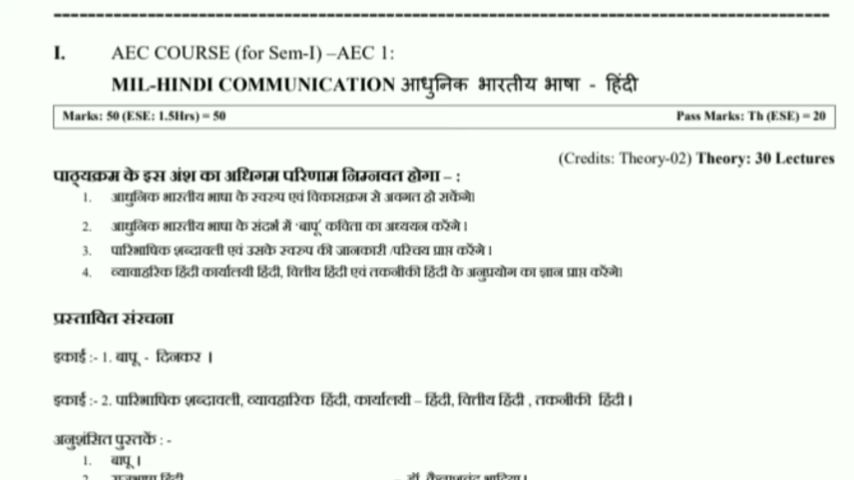 I. AEC COURSE (for Sem-I) –AEC 1:
MIL-HINDI COMMUNICATION आधुनिक भारतीय भाषा - हिंदी
Marks: 50 (ESE: 1.5Hrs) = 50 Pass Marks: Th (ESE) = 20
(Credits: Theory-02) Theory: 30 Lectures
पाठ्यक्रम के इस अंश का अधिगम परिणाम निम्नवत होगा – :
1. आधुनिक भारतीय भाषा के स्वरुप एवं विकासक्रम से अवगत हो सकेंगे।
2. आधुनिक भारतीय भाषा के संदर्भ में 'बापू' कविता का अध्ययन करेंगे।
3. पारिभाषिक शब्दावली एवं उसके स्वरुप की जानकारी /परिचय प्राप्त करेंगे।
4. व्यावाहरिक हिंदी कार्यालयी हिंदी, वित्तीय हिंदी एवं तकनीकी हिंदी के अनुप्रयोग का ज्ञान प्राप्त करेंगे।
प्रस्तावित संरचना
इकाई :- 1. बापू - दिनकर ।
इकाई :- 2. पारिभाषिक शब्दावली, व्यावहारिक हिंदी, कार्यालयी – हिंदी, वित्तीय हिंदी , तकनीकी हिंदी ।
अनुशंसित पुस्तकें : -
1. बापू ।
2. राजभाषा हिंदी – डॉ. कैलाशचंद्र भाटिया ।